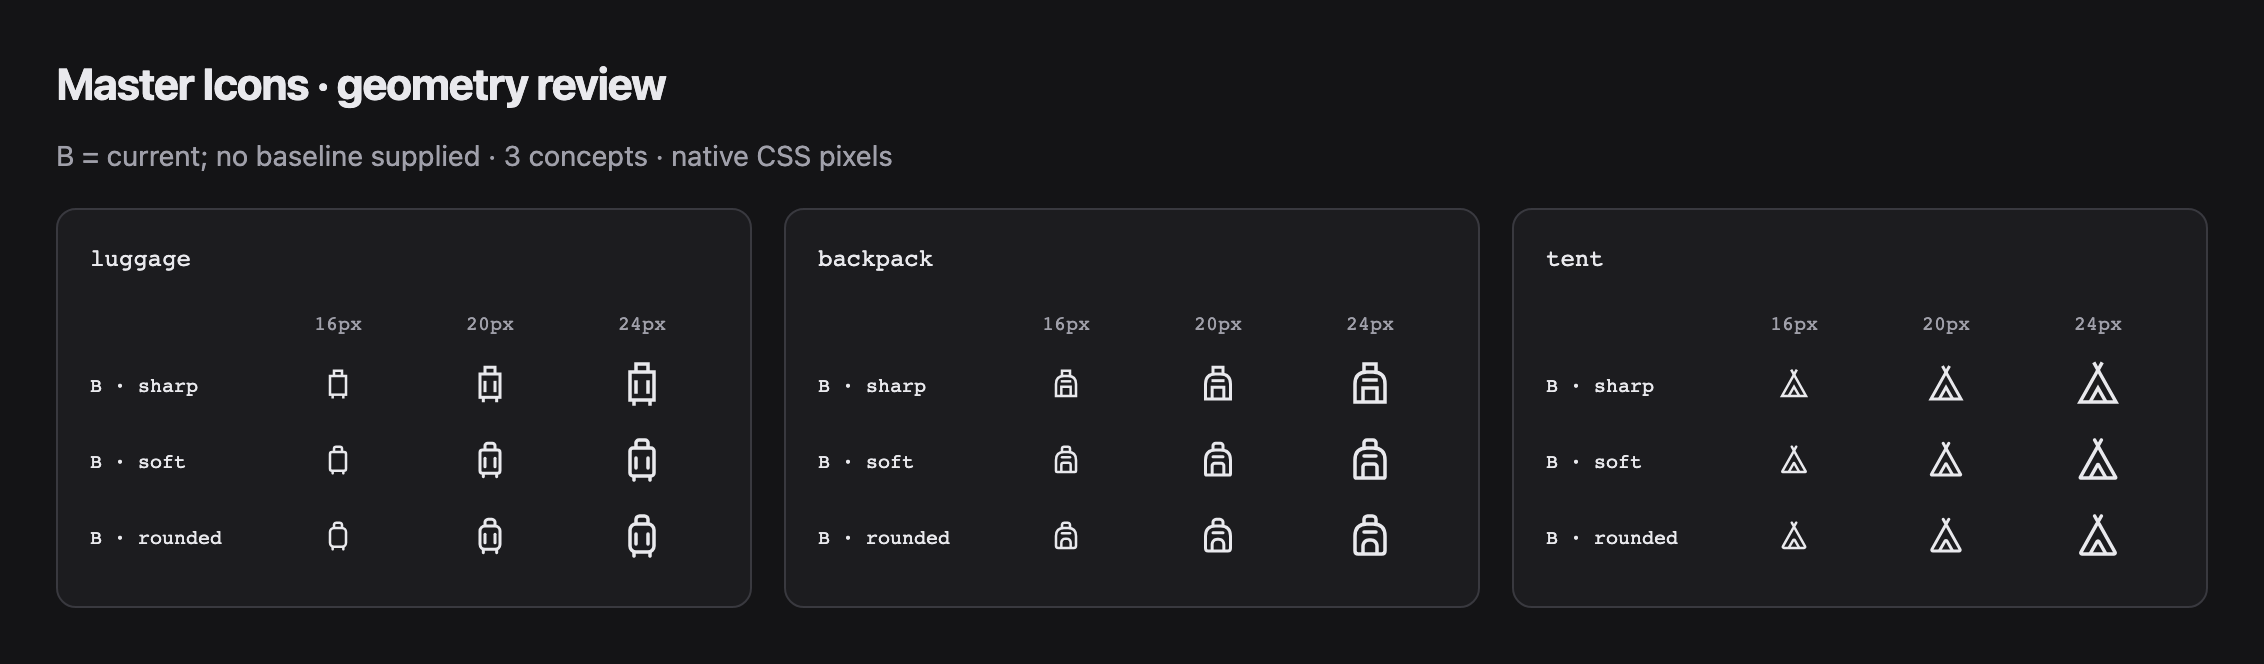 Master Icons · geometry review
B = current; no baseline supplied · 3 concepts · native CSS pixels
luggage
16px 20px 24px
B · sharp
B · soft
B · rounded
backpack
16px 20px 24px
B · sharp
B · soft
B · rounded
tent
16px 20px 24px
B · sharp
B · soft
B · rounded